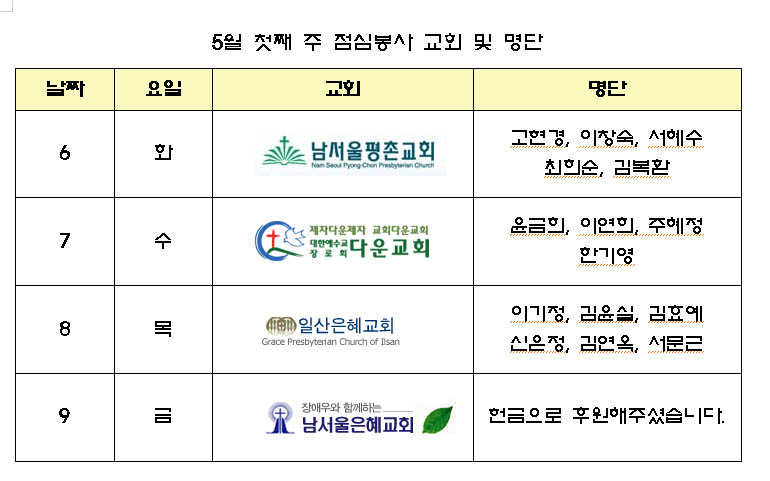 5월 첫째 주 점심봉사 교회 및 명단
날짜 요일 교회 명단
6 화 남서울평촌교회 고현경, 이창숙, 서혜수
Nam Seoul Pyong-Chon Presbyterian Church 최희순, 김복환
7 수 제자다운제자 교회다운교회 윤금희, 이연희, 주혜정
대한예수교 장로회 다운교회 한기영
8 목 일산은혜교회 이기정, 김윤실, 김효예
Grace Presbyterian Church of Ilsan 신은정, 김연옥, 서문근
9 금 장애우와 함께하는 헌금으로 후원해주셨습니다.
남서울은혜교회